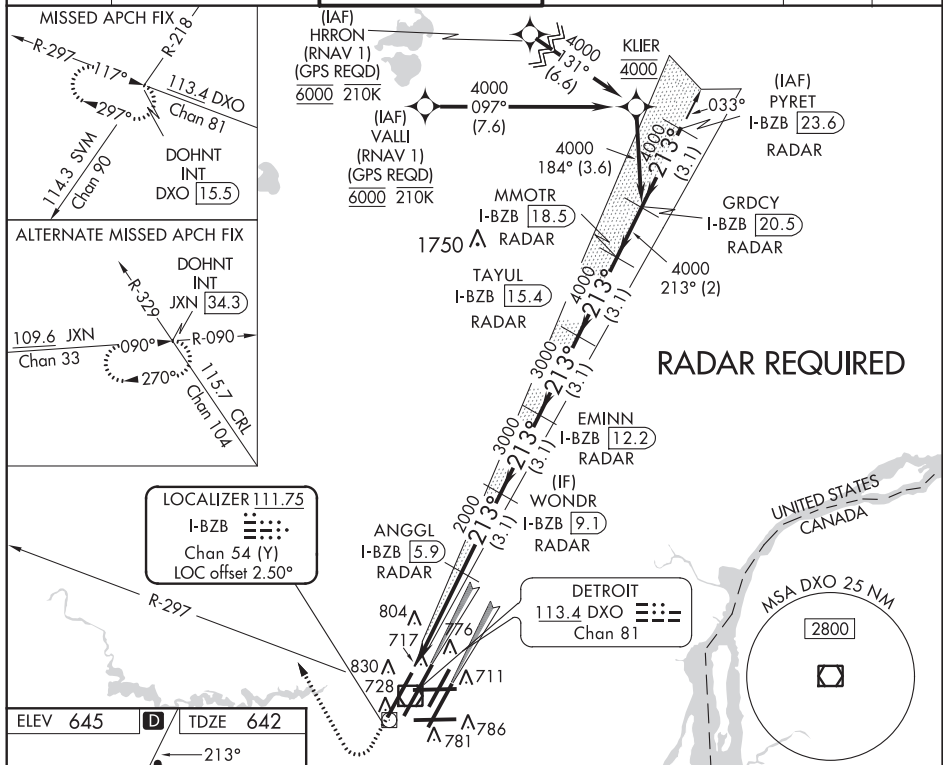 MISSED APCH FIX
R-297
R-218
117°
297°
113.4 DXO
Chan 81
114.3 SVM
Chan 90
DOHNT
INT
DXO 15.5
ALTERNATE MISSED APCH FIX
DOHNT
INT
JXN 34.3
R-329
109.6 JXN
Chan 33
090°
R-090
270°
115.7 CRL
Chan 104
(IAF)
HRRON
(RNAV 1)
(GPS REQD)
6000 210K
4000
131°
(6.6)
KLIER
4000
(IAF)
VALLI
(RNAV 1)
(GPS REQD)
6000 210K
4000
097°
(7.6)
(IAF)
PYRET
I-BZB 23.6
RADAR
033°
4000
213°
(3.1)
4000
184° (3.6)
MMOTR
I-BZB 18.5
RADAR
GRDCY
I-BZB 20.5
RADAR
1750
4000
213° (2)
TAYUL
I-BZB 15.4
RADAR
4000
213°
(3.1)
RADAR REQUIRED
3000
213°
(3.1)
EMINN
I-BZB 12.2
RADAR
3000
213°
(3.1)
(IF)
WONDR
I-BZB 9.1
RADAR
2000
213°
(3.1)
ANGGL
I-BZB 5.9
RADAR
LOCALIZER 111.75
I-BZB
Chan 54 (Y)
LOC offset 2.50°
R-297
UNITED STATES
CANADA
DETROIT
113.4 DXO
Chan 81
MSA DXO 25 NM
2800
804
717
776
830
728
711
786
781
ELEV 645
D
TDZE 642
213°